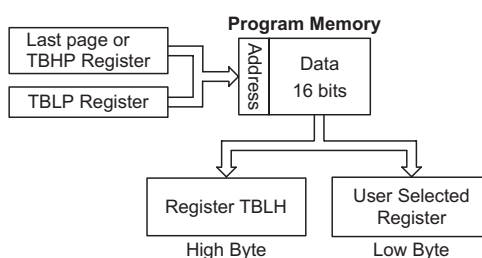 Program Memory
Last page or
TBHP Register
TBLP Register
Address
Data
16 bits
Register TBLH
User Selected
Register
High Byte
Low Byte